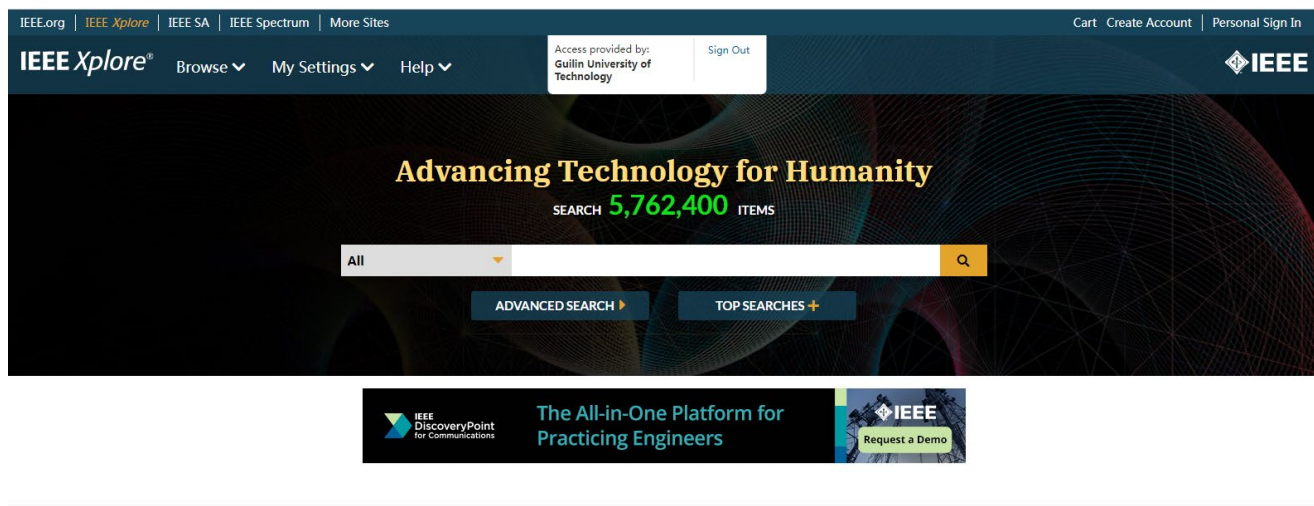 IEEE.org | IEEE Xplore | IEEE SA | IEEE Spectrum | More Sites
Cart Create Account | Personal Sign In
IEEE Xplore®
Browse My Settings Help
Access provided by:
Guilin University of
Technology
Sign Out
IEEE
Advancing Technology for Humanity
SEARCH 5,762,400 ITEMS
All
ADVANCED SEARCH
TOP SEARCHES
IEEE
DiscoveryPoint
for Communications
The All-in-One Platform for
Practicing Engineers
IEEE
Request a Demo